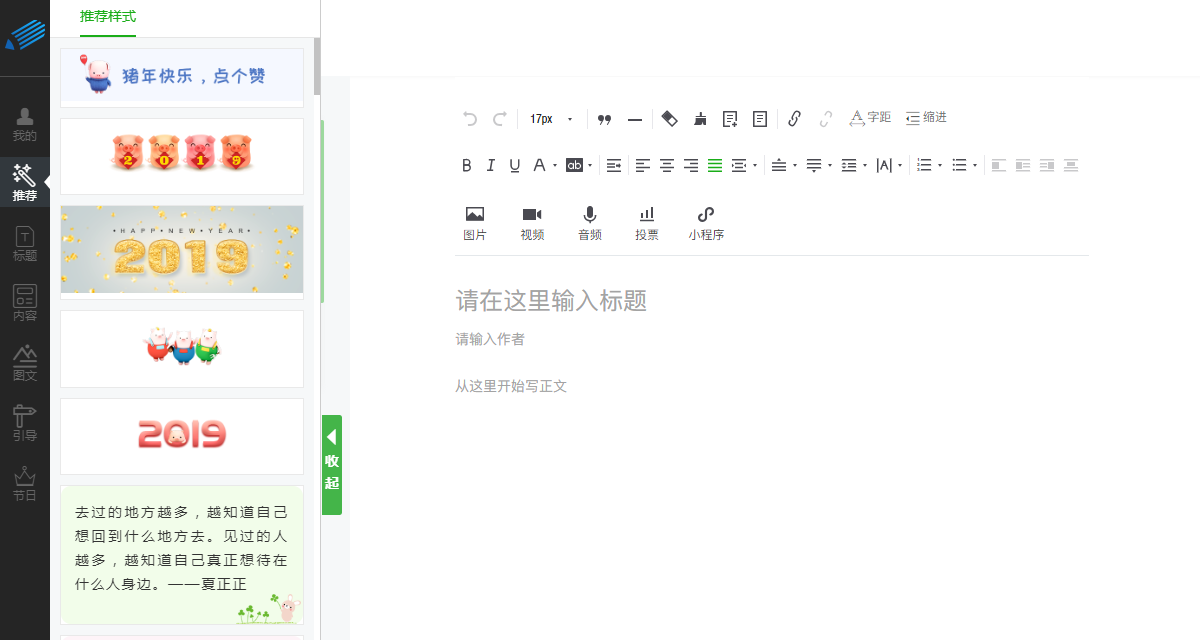 推荐样式
我的
推荐
标题
内容
图文
引导
节日
猪年快乐，点个赞
2019
•HAPPY•NEW•YEAR•
2019
2019
去过的地方越多，越知道自己
想回到什么地方去。见过的人
越多，越知道自己真正想待在
什么人身边。——夏正正
收起
17px
字距
缩进
图片
视频
音频
投票
小程序
请在这里输入标题
请输入作者
从这里开始写正文